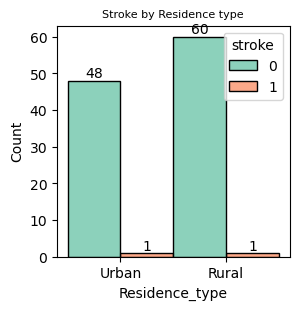 Stroke by Residence type
60
50
40
30
20
10
0
Count
48
1
60
1
stroke
0
1
Urban
Rural
Residence_type